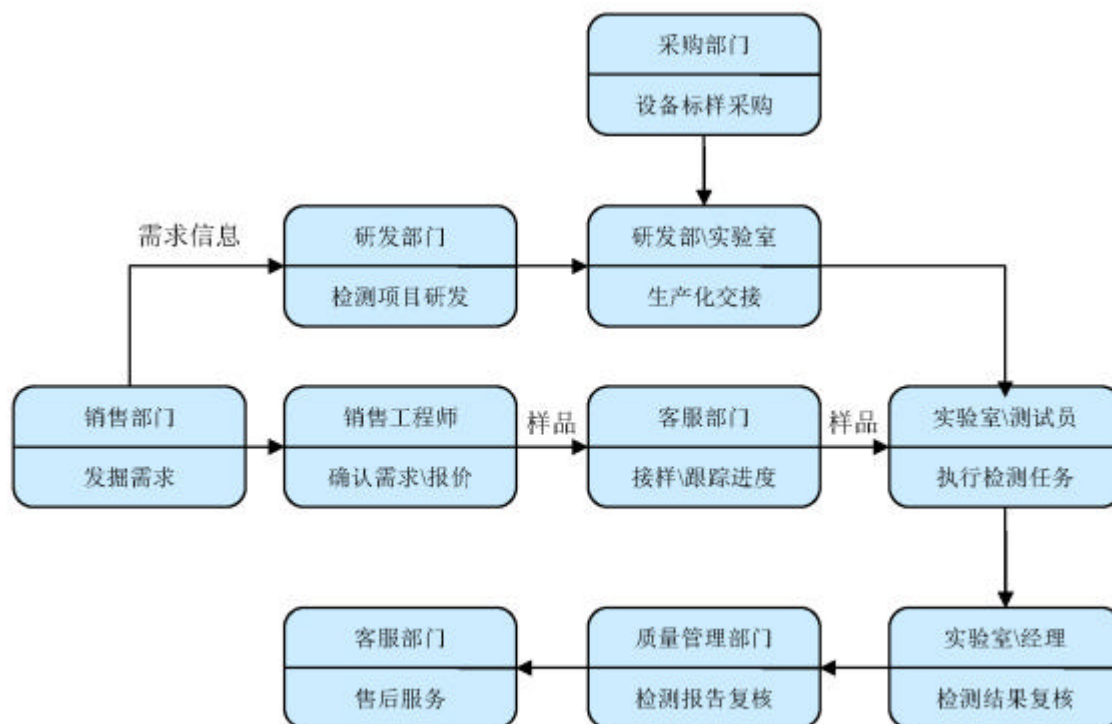 采购部门
设备标样采购
需求信息
研发部门
检测项目研发
研发部\实验室
生产化交接
销售部门
发掘需求
销售工程师
确认需求\报价
样品
客服部门
接样\跟踪进度
样品
实验室\测试员
执行检测任务
客服部门
售后服务
质量管理部门
检测报告复核
实验室\经理
检测结果复核